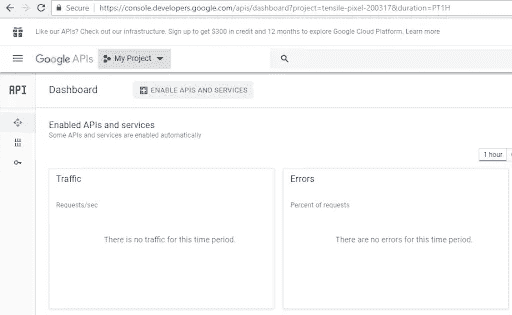 Secure https://console.developers.google.com/apis/dashboard?project=tensile-pixel-200317&duration=PT1H
Like our APIs? Check out our infrastructure. Sign up to get $300 in credit and 12 months to explore Google Cloud Platform. Learn more
Google APIs My Project
API Dashboard ENABLE APIS AND SERVICES
Enabled APIs and services
Some APIs and services are enabled automatically
1 hour
Traffic Errors
Requests/sec Percent of requests
There is no traffic for this time period. There are no errors for this time period.